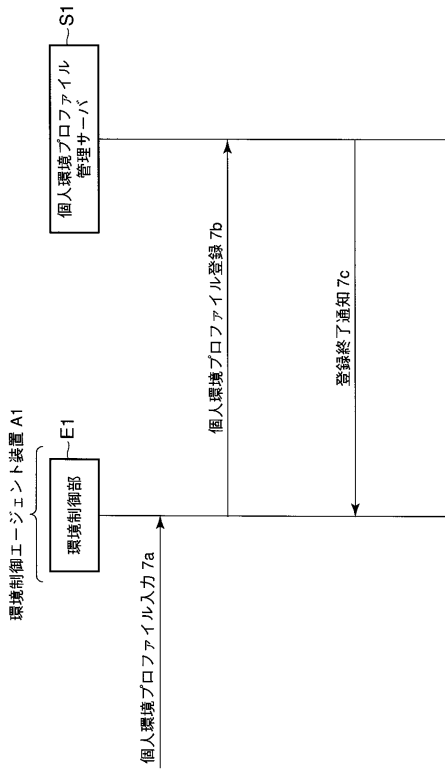 環境制御エージェント装置 A1
環境制御部
E1
個人環境プロファイル
管理サーバ
S1
個人環境プロファイル入力 7a
個人環境プロファイル登録 7b
登録終了通知 7c